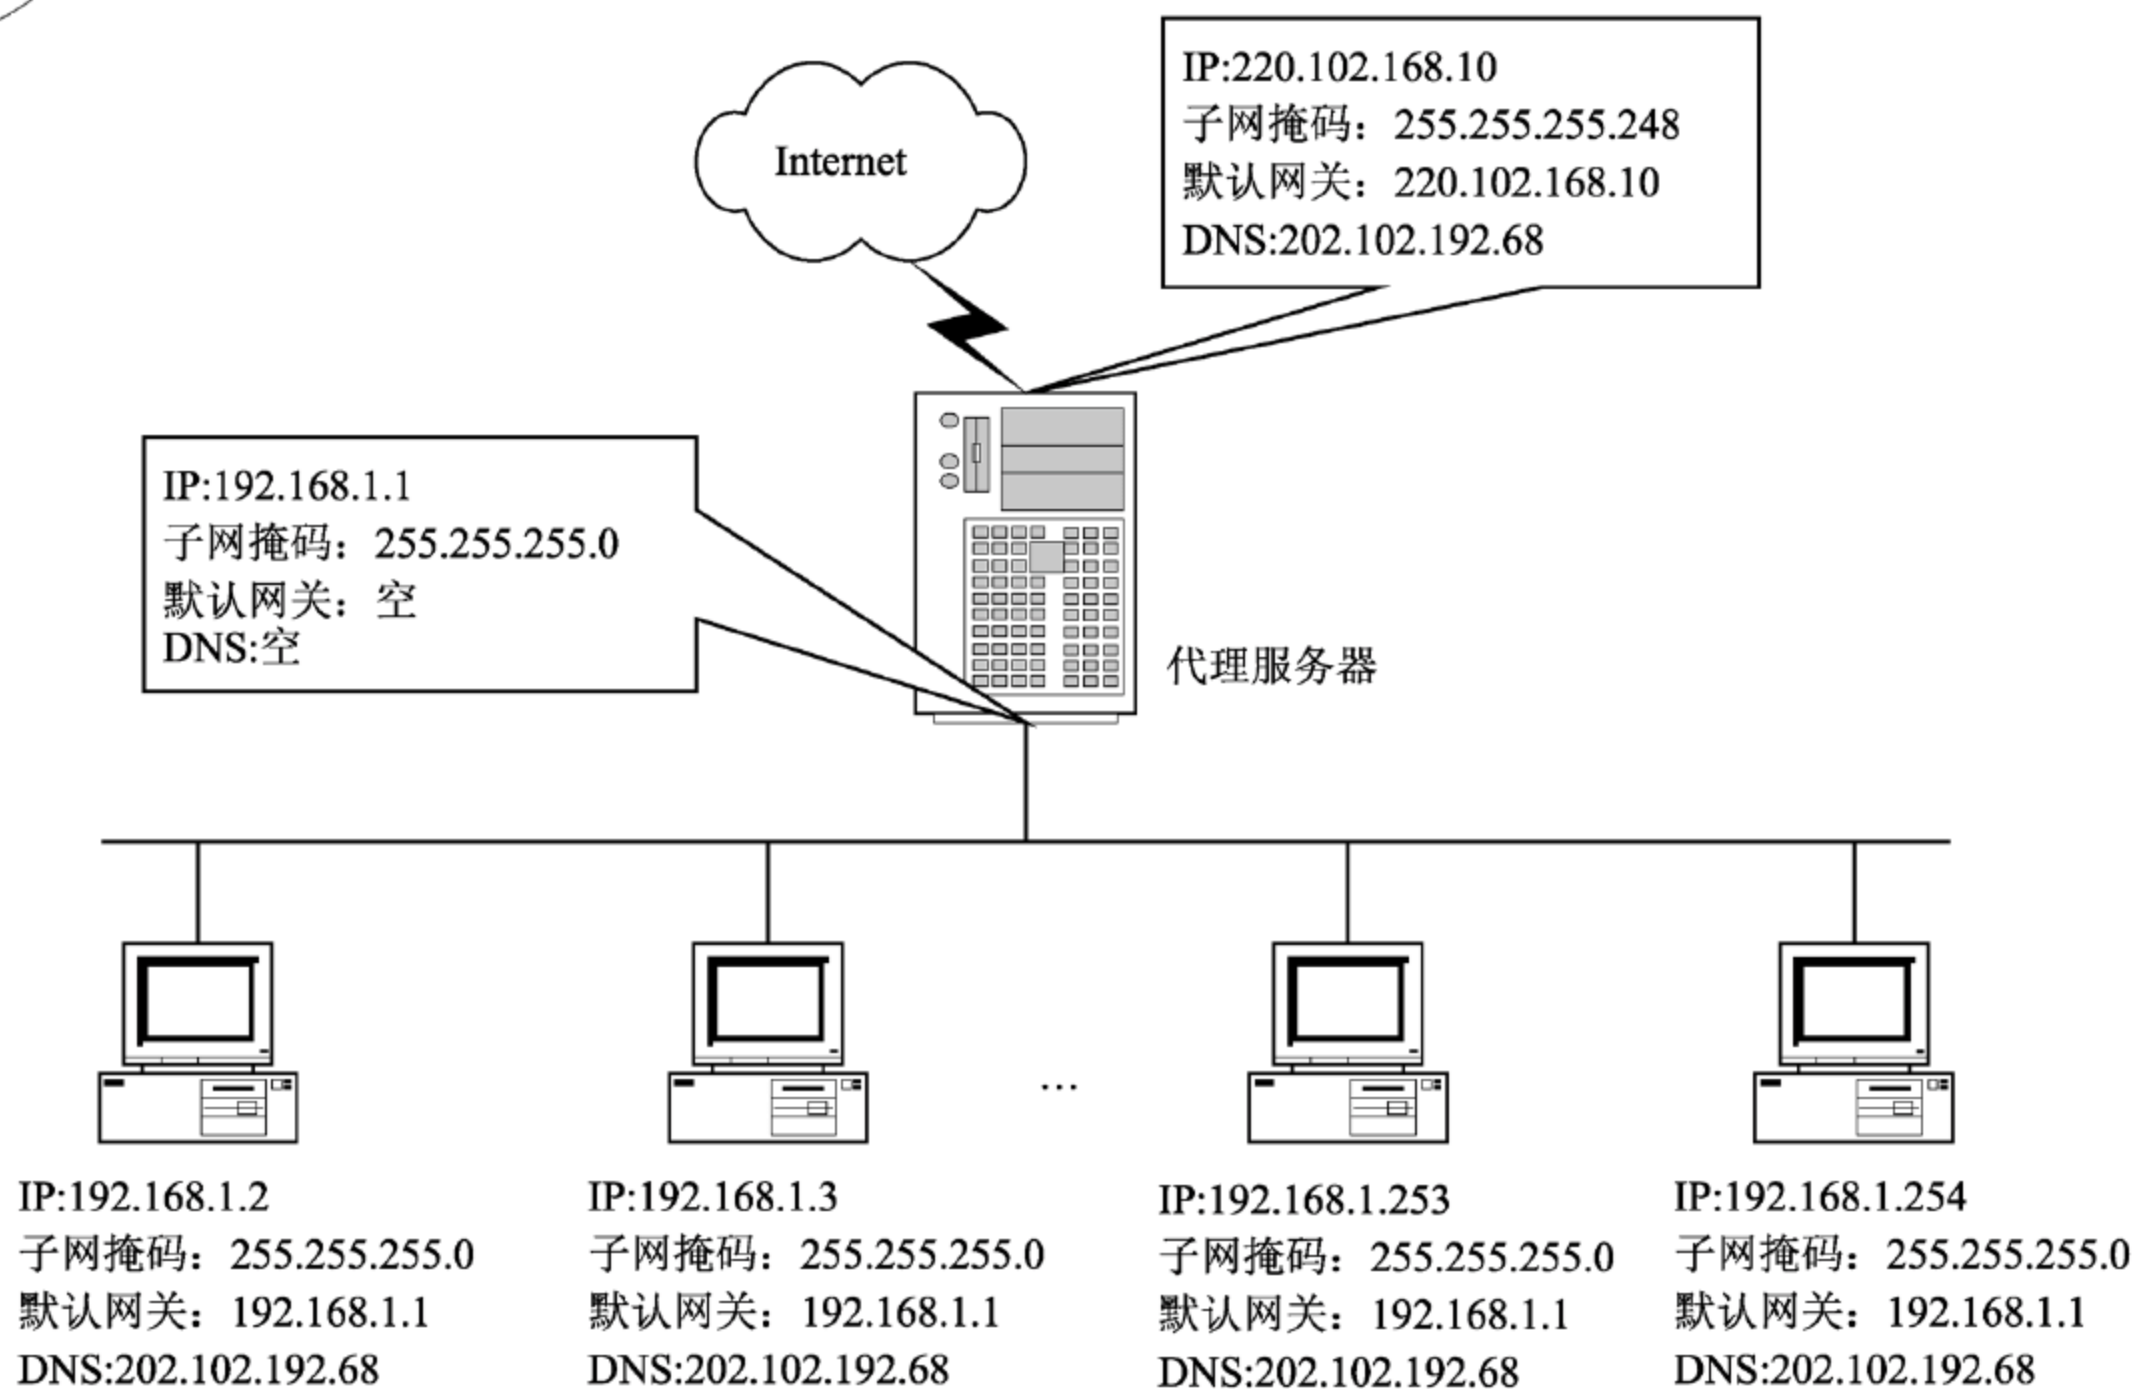 IP:220.102.168.10
子网掩码：255.255.255.248
默认网关：220.102.168.10
DNS:202.102.192.68
Internet
IP:192.168.1.1
子网掩码：255.255.255.0
默认网关：空
DNS:空
代理服务器
...
IP:192.168.1.2
子网掩码：255.255.255.0
默认网关：192.168.1.1
DNS:202.102.192.68
IP:192.168.1.3
子网掩码：255.255.255.0
默认网关：192.168.1.1
DNS:202.102.192.68
IP:192.168.1.253
子网掩码：255.255.255.0
默认网关：192.168.1.1
DNS:202.102.192.68
IP:192.168.1.254
子网掩码：255.255.255.0
默认网关：192.168.1.1
DNS:202.102.192.68